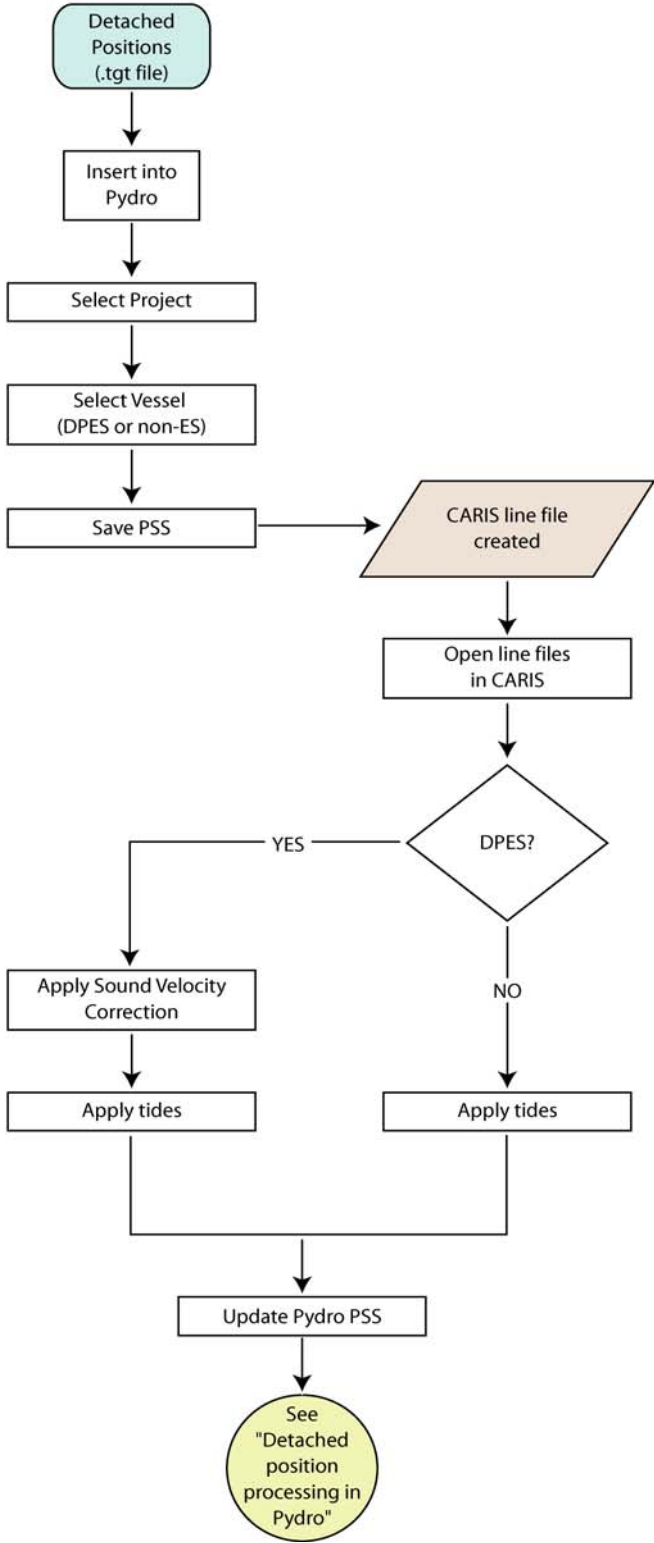 Detached
Positions
(.tgt file)
Insert into
Pydro
Select Project
Select Vessel
(DPES or non-ES)
Save PSS
CARIS line file
created
Open line files
in CARIS
DPES?
YES
NO
Apply Sound Velocity
Correction
Apply tides
Apply tides
Update Pydro PSS
See
"Detached
position
processing in
Pydro"